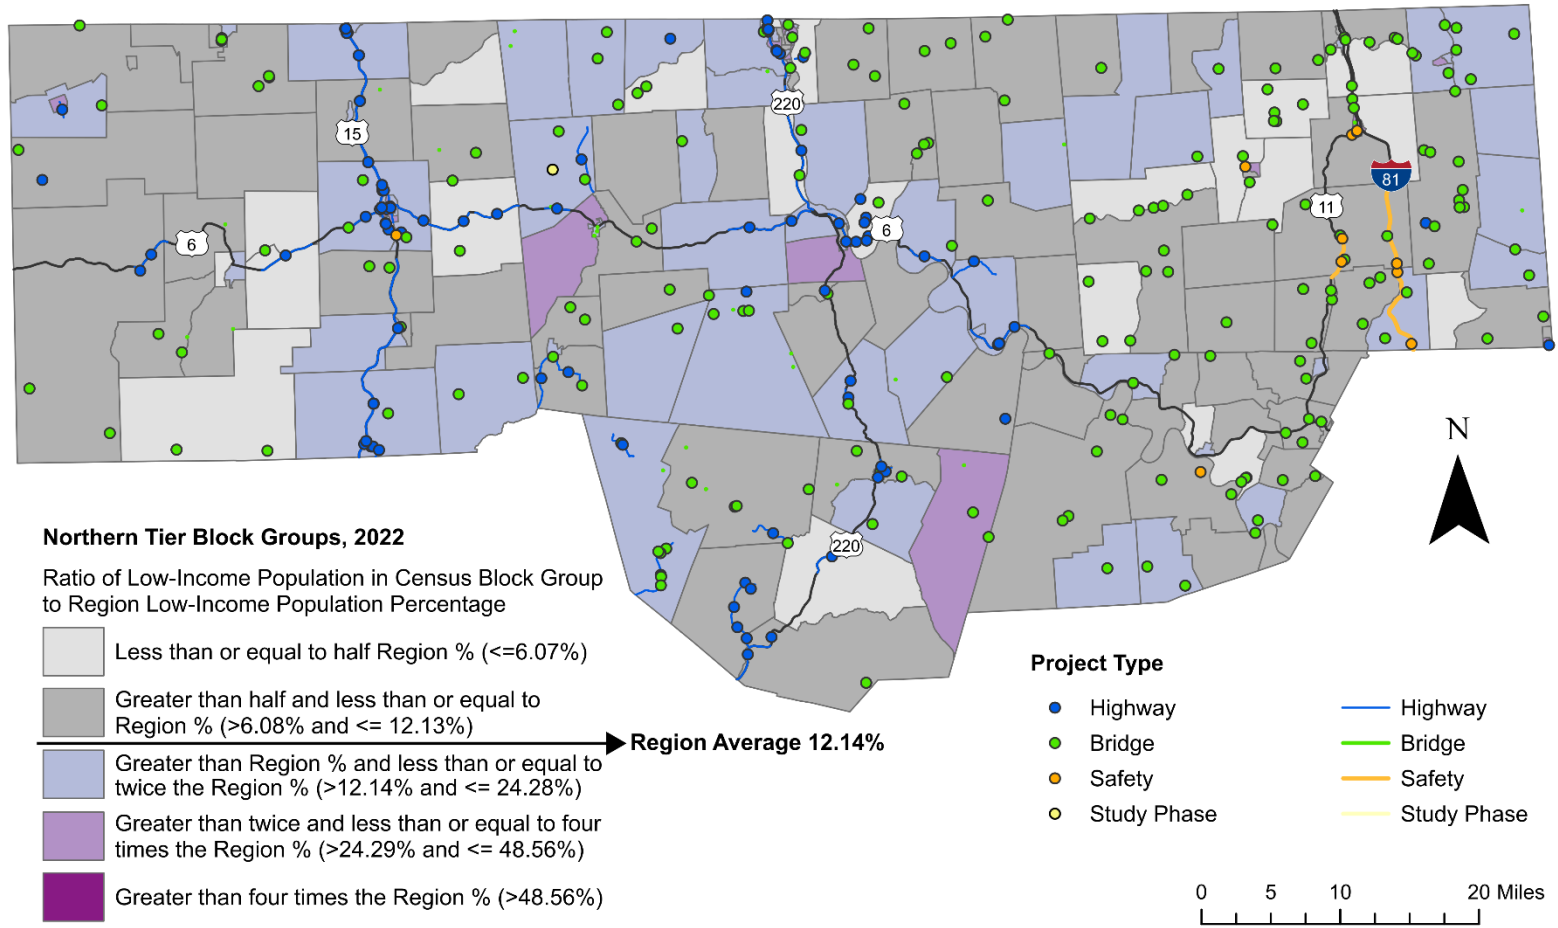 220
15
81
11
6
6
N
220
Northern Tier Block Groups, 2022
Ratio of Low-Income Population in Census Block Group
to Region Low-Income Population Percentage
Less than or equal to half Region % (<=6.07%)
Greater than half and less than or equal to
Region % (>6.08% and <= 12.13%)
Region Average 12.14%
Greater than Region % and less than or equal to
twice the Region % (>12.14% and <= 24.28%)
Greater than twice and less than or equal to four
times the Region % (>24.29% and <= 48.56%)
Greater than four times the Region % (>48.56%)
Project Type
Highway Highway
Bridge Bridge
Safety Safety
Study Phase Study Phase
0 5 10 20 Miles